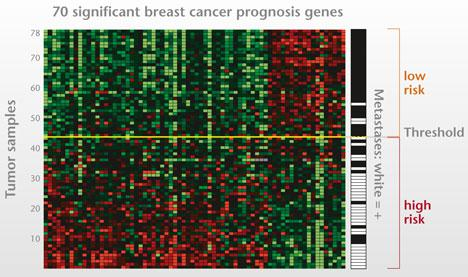 70 significant breast cancer prognosis genes
Tumor samples
78
70
60
50
40
30
20
10
Metastases: white = +
low
risk
Threshold
high
risk